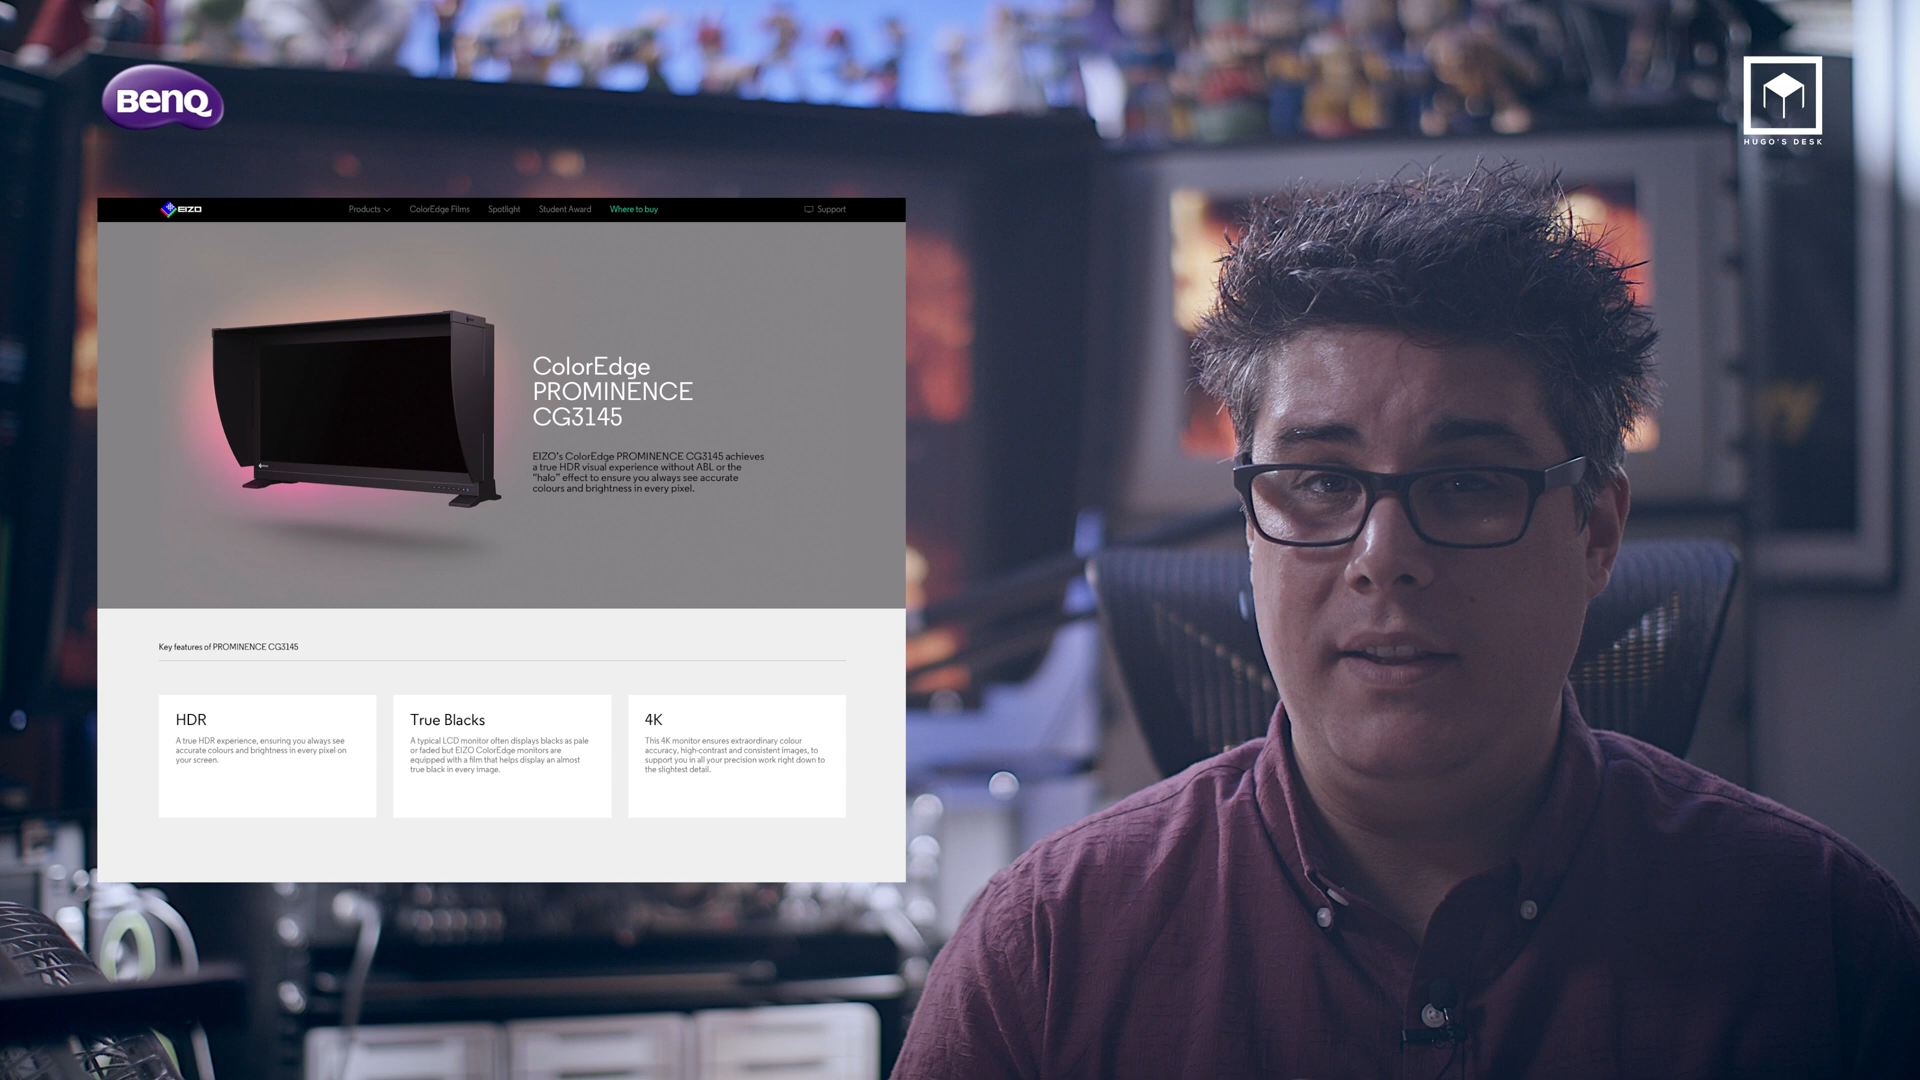 BenQ
HUGO'S DESK
EIZO
Products
ColorEdge Films
Spotlight
Student Award
Where to buy
Support
ColorEdge
PROMINENCE
CG3145
EIZO's ColorEdge PROMINENCE CG3145 achieves
a true HDR visual experience without ABL or the
"halo" effect to ensure you always see accurate
colours and brightness in every pixel.
Key features of PROMINENCE CG3145
HDR
A true HDR experience, ensuring you always see
accurate colours and brightness in every pixel on
your screen.
True Blacks
A typical LCD monitor often displays blacks as pale
or faded but EIZO ColorEdge monitors are
equipped with a film that helps display an almost
true black in every image.
4K
This 4K monitor ensures extraordinary colour
accuracy, high-contrast and consistent images, to
support you in all your precision work right down to
the slightest detail.